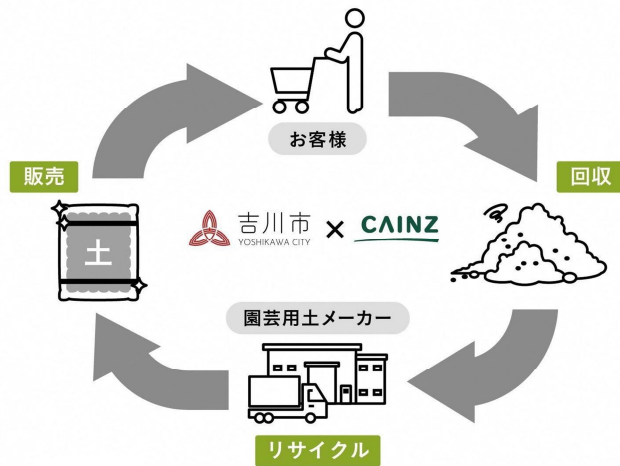 お客様
販売
回収
土
吉川市
YOSHIKAWA CITY
×
CAINZ
園芸用土メーカー
リサイクル